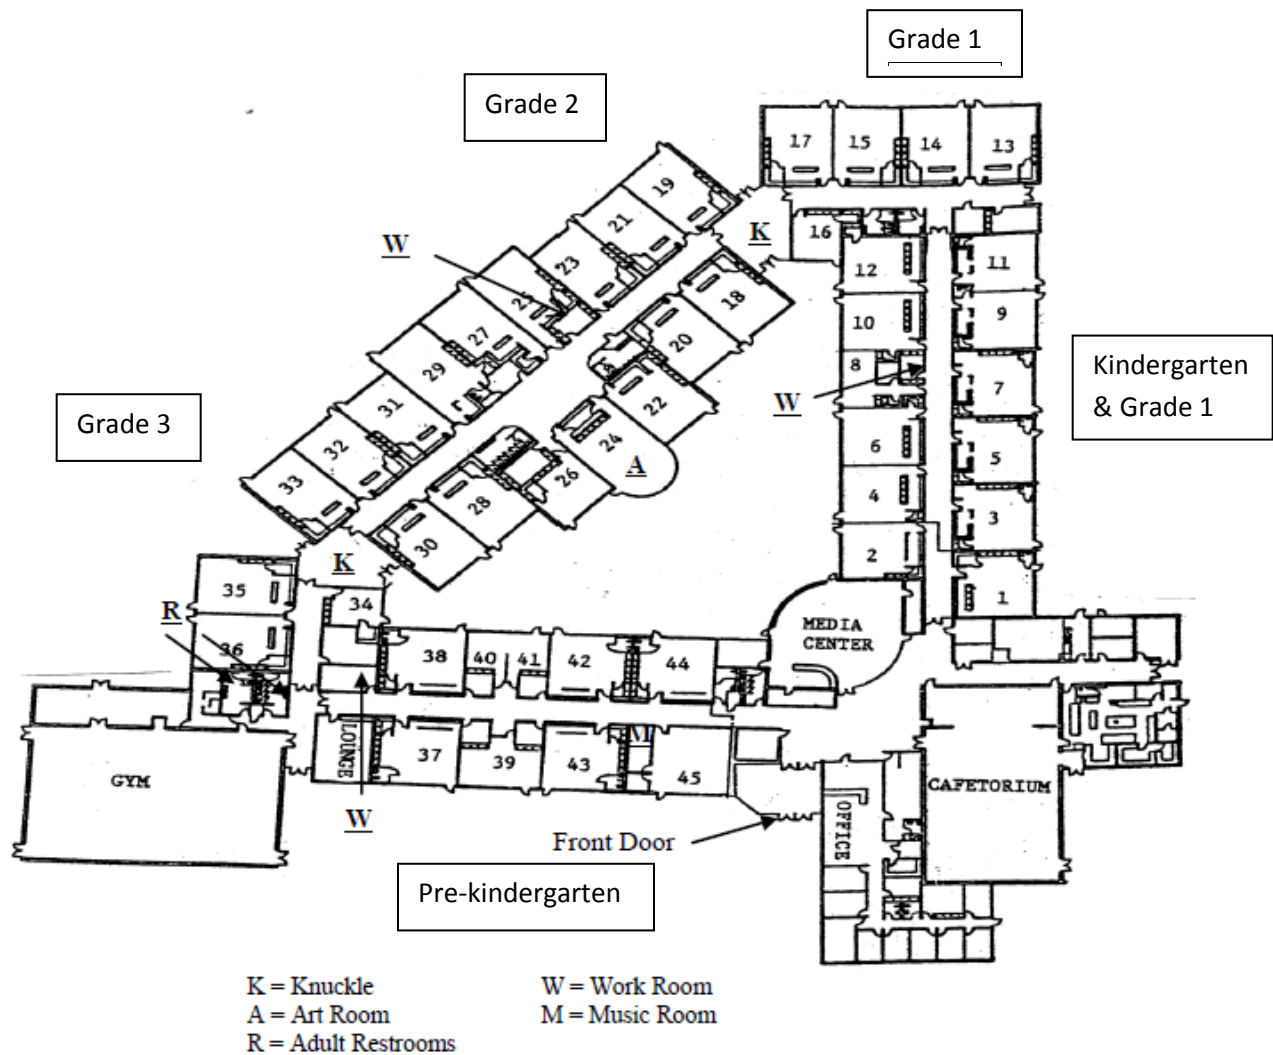 Grade 1
Grade 2
17 15 14 13
19
21
K
16
W
23
12
11
25
18
10
9
27
20
Kindergarten
& Grade 1
29
8
7
W
31
22
Grade 3
24
6
5
32
A
33
26
4
3
28
30
2
K
35
34
1
R
MEDIA
CENTER
36
38 40 41 42 44
M
LOUNGE
37 39 43 45
GYM
CAFETORIUM
W
OFFICE
Front Door
Pre-kindergarten
K = Knuckle W = Work Room
A = Art Room M = Music Room
R = Adult Restrooms